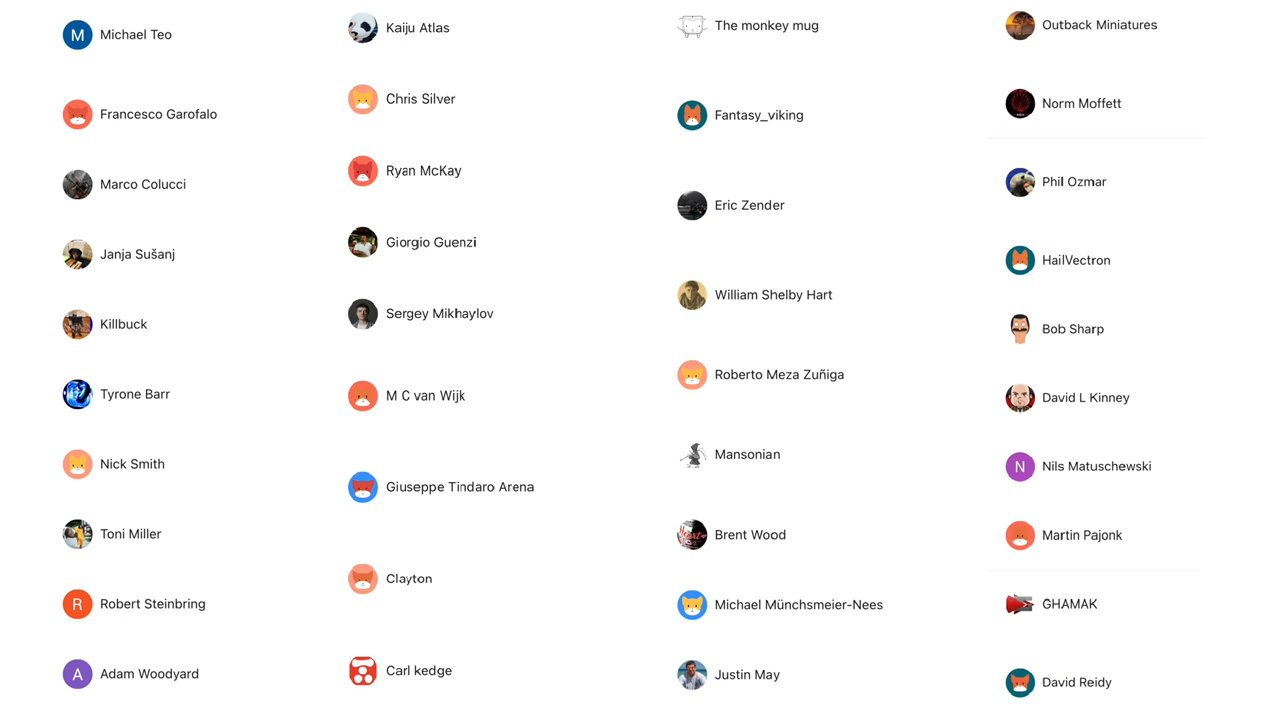 M Michael Teo
Francesco Garofalo
Marco Colucci
Janja Sušanj
Killbuck
Tyrone Barr
Nick Smith
Toni Miller
R Robert Steinbring
A Adam Woodyard
Kaiju Atlas
Chris Silver
Ryan McKay
Giorgio Guenzi
Sergey Mikhaylov
M C van Wijk
Giuseppe Tindaro Arena
Clayton
Carl kedge
The monkey mug
Fantasy_viking
Eric Zender
William Shelby Hart
Roberto Meza Zuñiga
Mansonian
Brent Wood
Michael Münchsmeier-Nees
Justin May
Outback Miniatures
Norm Moffett
Phil Ozmar
HailVectron
Bob Sharp
David L Kinney
N Nils Matuschewski
Martin Pajonk
GHAMAK
David Reidy